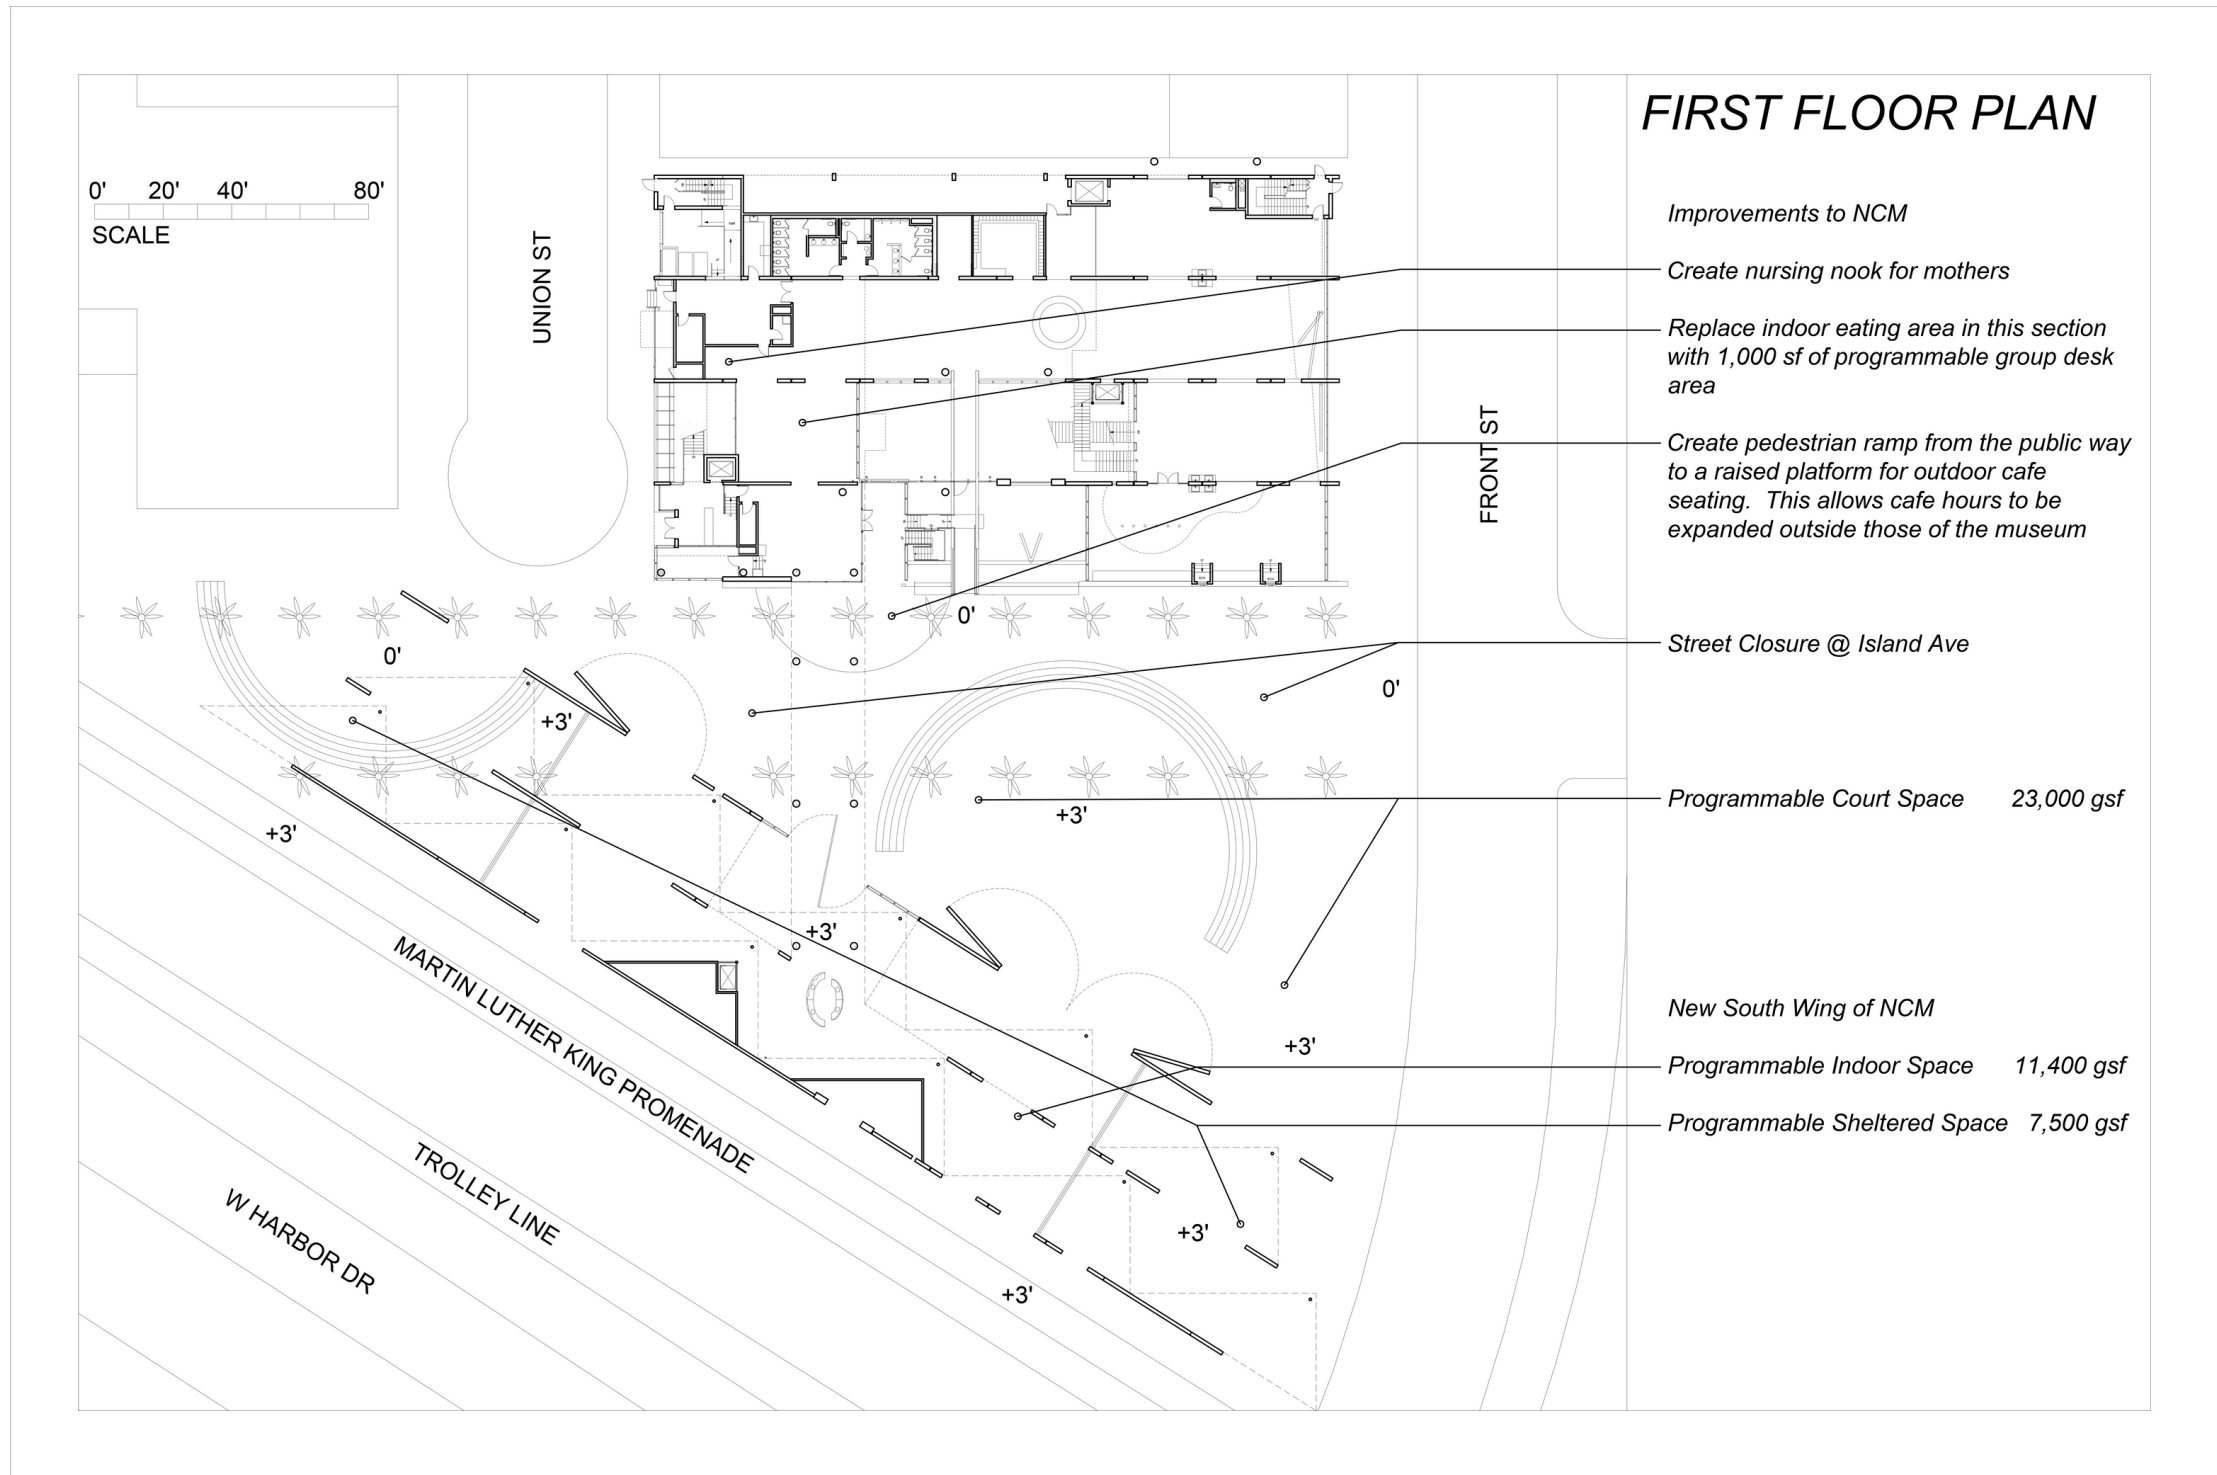 FIRST FLOOR PLAN
0' 20' 40' 80'
SCALE
UNION ST
FRONT ST
Improvements to NCM
Create nursing nook for mothers
Replace indoor eating area in this section
with 1,000 sf of programmable group desk
area
Create pedestrian ramp from the public way
to a raised platform for outdoor cafe
seating. This allows cafe hours to be
expanded outside those of the museum
Street Closure @ Island Ave
Programmable Court Space 23,000 gsf
New South Wing of NCM
Programmable Indoor Space 11,400 gsf
Programmable Sheltered Space 7,500 gsf
0'
0'
0'
+3'
+3'
+3'
+3'
+3'
+3'
+3'
MARTIN LUTHER KING PROMENADE
TROLLEY LINE
W HARBOR DR